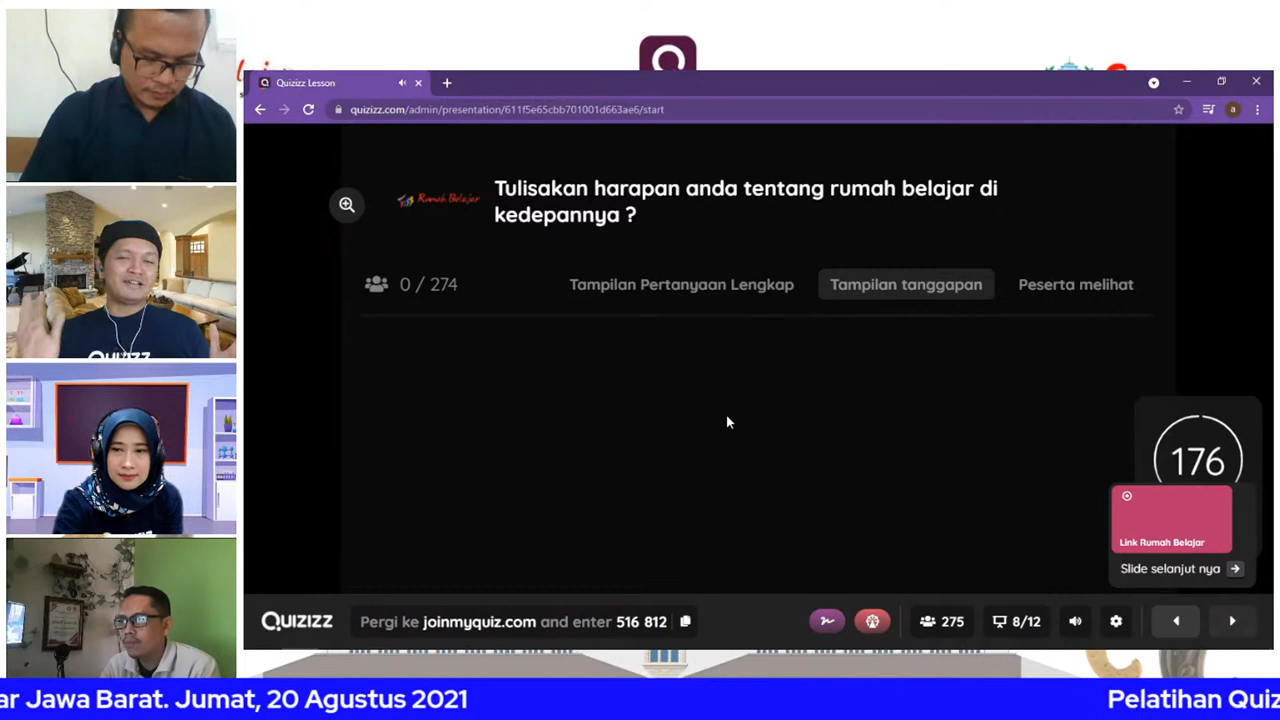 Quizizz Lesson
quizizz.com/admin/presentation/611f5e65cbb701001d663ae6/start
a
Rumah Belajar
Tulisakan harapan anda tentang rumah belajar di
kedepannya ?
0 / 274
Tampilan Pertanyaan Lengkap
Tampilan tanggapan
Peserta melihat
176
Link Rumah Belajar
Slide selanjut nya
QUIZIZZ
Pergi ke joinmyquiz.com and enter 516 812
275
8/12
ar Jawa Barat. Jumat, 20 Agustus 2021
Pelatihan Quiz